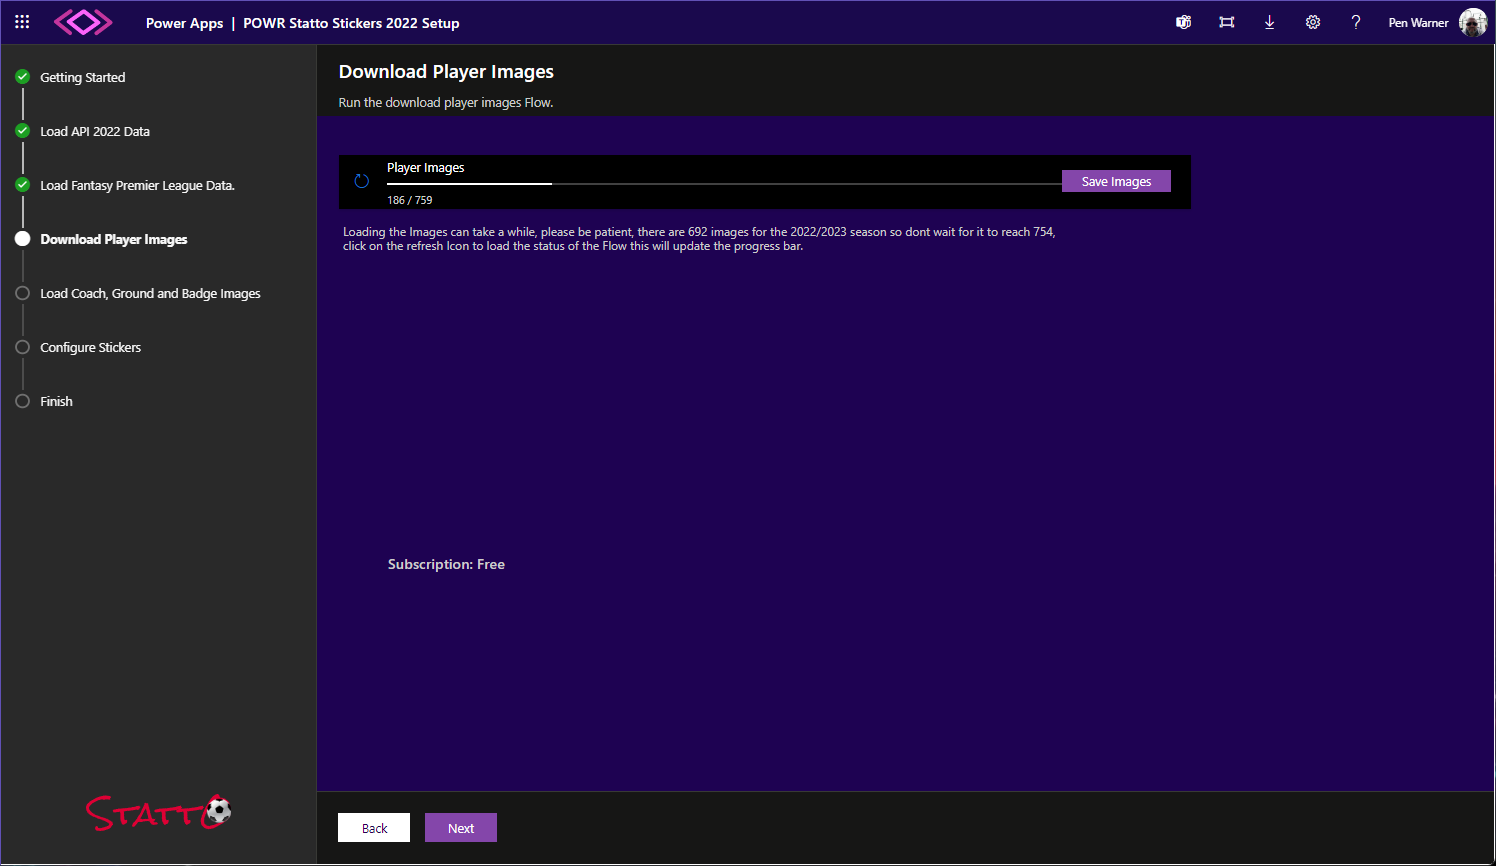 Power Apps | POWR Statto Stickers 2022 Setup
Pen Warner
Getting Started
Load API 2022 Data
Load Fantasy Premier League Data.
Download Player Images
Load Coach, Ground and Badge Images
Configure Stickers
Finish
Statto
Download Player Images
Run the download player images Flow.
Player Images
186 / 759
Save Images
Loading the Images can take a while, please be patient, there are 692 images for the 2022/2023 season so dont wait for it to reach 754,
click on the refresh Icon to load the status of the Flow this will update the progress bar.
Subscription: Free
Back
Next